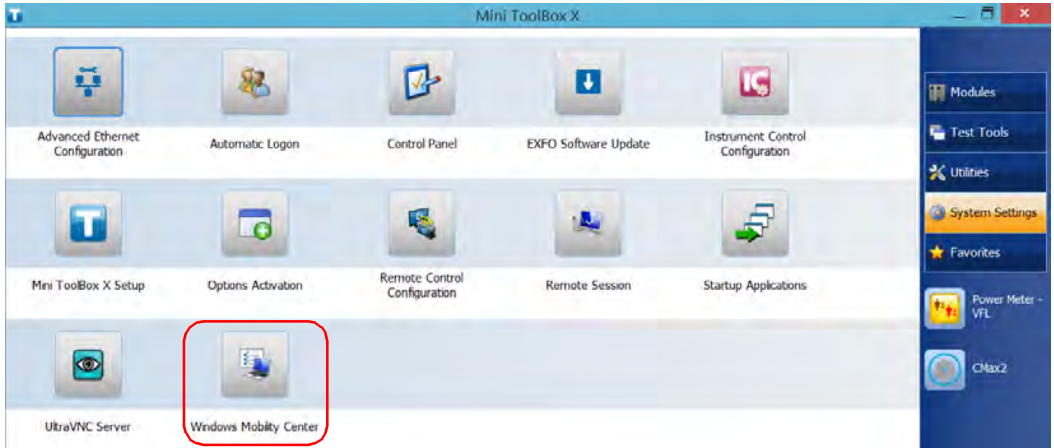 Mini ToolBox X
Advanced Ethernet
Configuration
Automatic Logon
Control Panel
EXFO Software Update
IC
Instrument Control
Configuration
T
Mini ToolBox X Setup
Options Activation
Remote Control
Configuration
Remote Session
Startup Applications
UltraVNC Server
Windows Mobility Center
Modules
Test Tools
Utilities
System Settings
Favorites
Power Meter -
VFL
CMax2